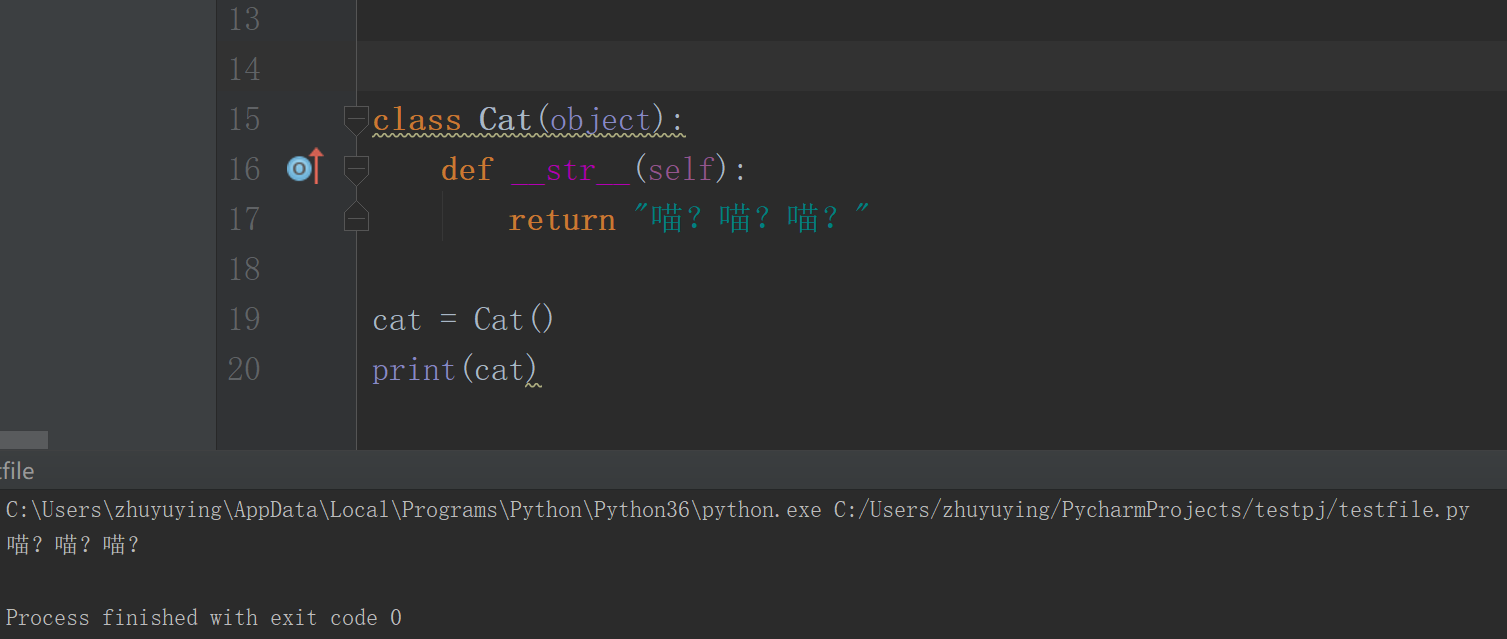 13
14
15 class Cat(object):
16 def __str__(self):
17 return "喵？喵？喵？"
18
19 cat = Cat()
20 print(cat)
file
C:\Users\zhuyuying\AppData\Local\Programs\Python\Python36\python.exe C:/Users/zhuyuying/PycharmProjects/testpj/testfile.py
喵？喵？喵？
Process finished with exit code 0